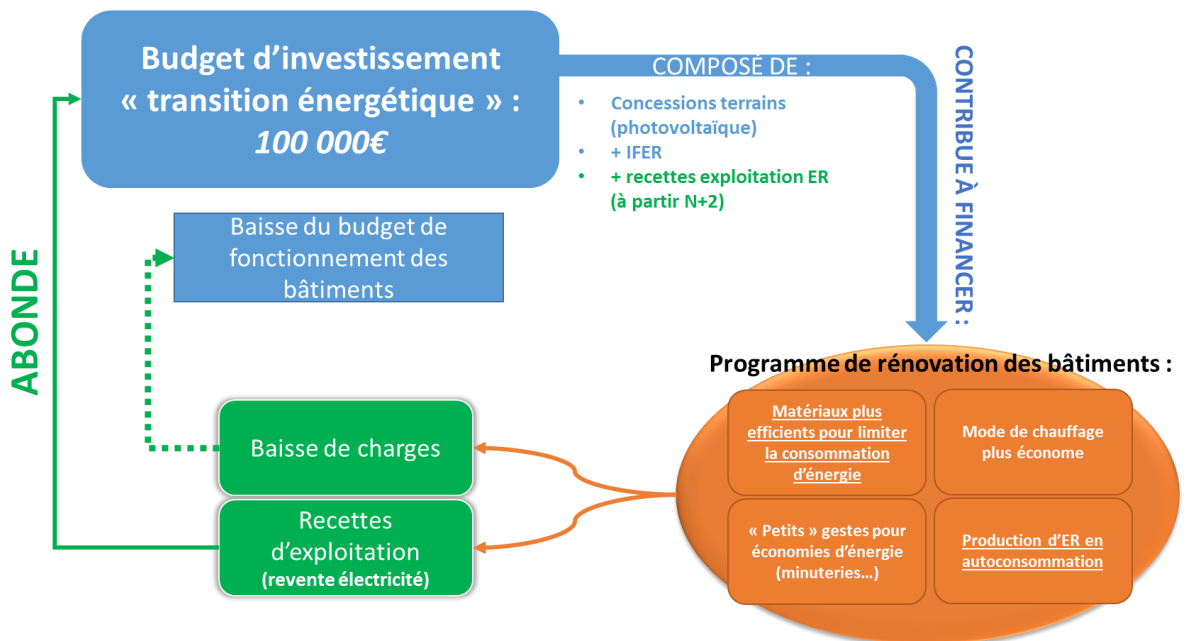 Budget d’investissement
« transition énergétique » :
100 000€
COMPOSÉ DE :
• Concessions terrains
(photovoltaïque)
• + IFER
• + recettes exploitation ER
(à partir N+2)
CONTRIBUE À FINANCER :
Baisse du budget de
fonctionnement des
bâtiments
ABONDE
Programme de rénovation des bâtiments :
Matériaux plus
efficients pour limiter
la consommation
d’énergie
Mode de chauffage
plus économe
« Petits » gestes pour
économies d’énergie
(minuteries…)
Production d’ER en
autoconsommation
Baisse de charges
Recettes
d’exploitation
(revente électricité)